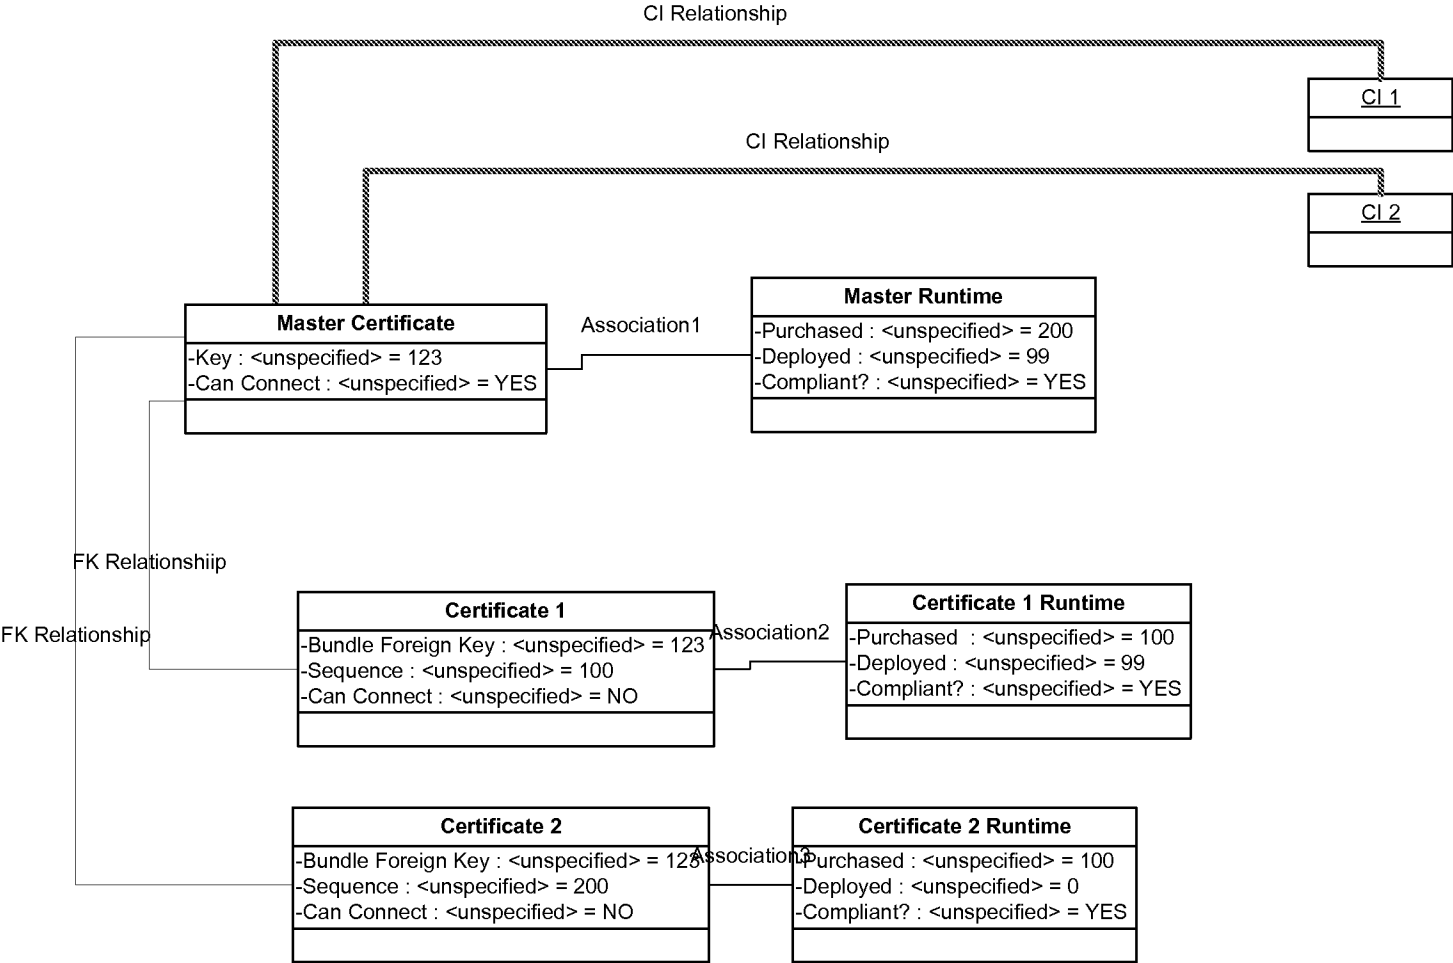 CI Relationship
CI 1
CI Relationship
CI 2
Master Runtime
-Purchased : <unspecified> = 200
-Deployed : <unspecified> = 99
-Compliant? : <unspecified> = YES
Master Certificate
-Key : <unspecified> = 123
-Can Connect : <unspecified> = YES
Association1
FK Relationshiip
FK Relationship
Certificate 1
-Bundle Foreign Key : <unspecified> = 123
-Sequence : <unspecified> = 100
-Can Connect : <unspecified> = NO
Association2
Certificate 1 Runtime
-Purchased : <unspecified> = 100
-Deployed : <unspecified> = 99
-Compliant? : <unspecified> = YES
Certificate 2
-Bundle Foreign Key : <unspecified> = 123
-Sequence : <unspecified> = 200
-Can Connect : <unspecified> = NO
Association3
Certificate 2 Runtime
-Purchased : <unspecified> = 100
-Deployed : <unspecified> = 0
-Compliant? : <unspecified> = YES